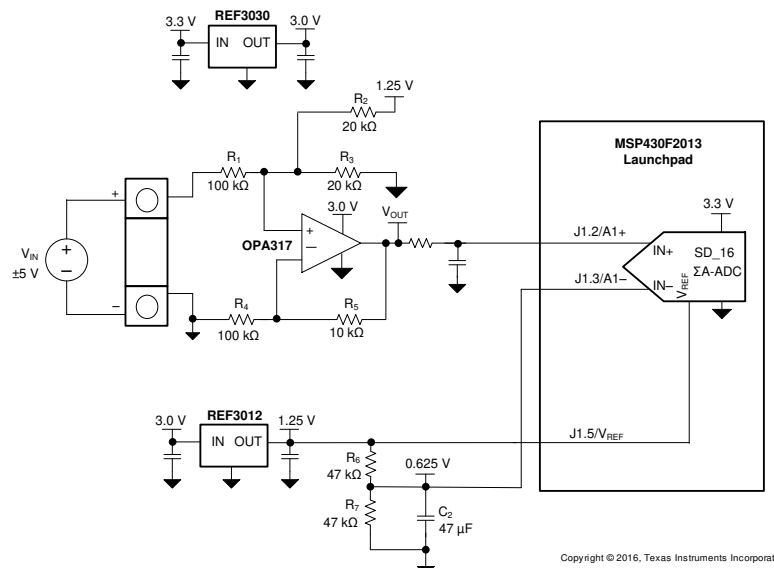 REF3030
3.3 V
3.0 V
IN OUT
1.25 V
R2
20 kΩ
R1
100 kΩ
R3
20 kΩ
MSP430F2013
Launchpad
3.3 V
3.0 V
VOUT
OPA317
+
−
+
VIN
±5 V
+
−
−
J1.2/A1+
IN+
SD_16
ΣA-ADC
J1.3/A1−
IN−
VREF
R4
100 kΩ
R5
10 kΩ
REF3012
3.0 V
1.25 V
IN OUT
J1.5/VREF
R6
47 kΩ
0.625 V
R7
47 kΩ
C2
47 µF
Copyright © 2016, Texas Instruments Incorporat